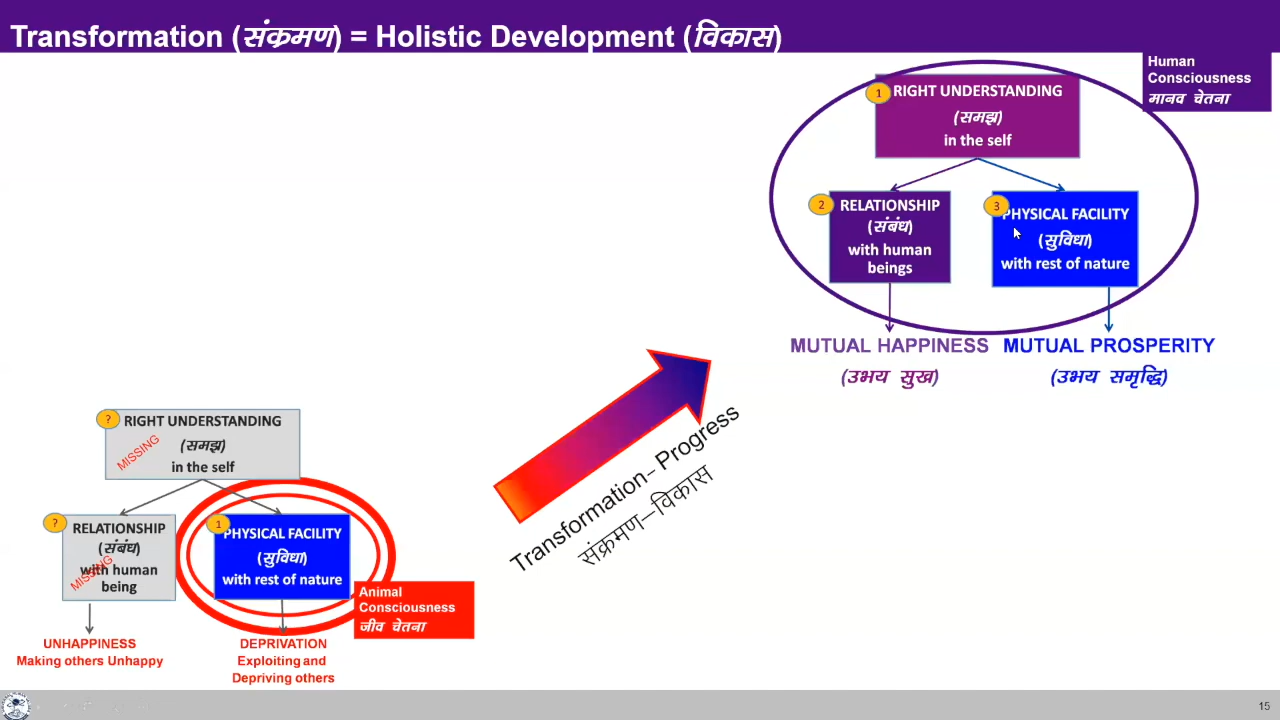 Transformation (संक्रमण) = Holistic Development (विकास)
Human
Consciousness
मानव चेतना
1
RIGHT UNDERSTANDING
(समझ)
in the self
2
RELATIONSHIP
(संबंध)
with human
beings
3
PHYSICAL FACILITY
(सुविधा)
with rest of nature
MUTUAL HAPPINESS
(उभय सुख)
MUTUAL PROSPERITY
(उभय समृद्धि)
Transformation– Progress
संक्रमण–विकास
?
RIGHT UNDERSTANDING
(समझ)
in the self
MISSING
?
RELATIONSHIP
(संबंध)
with human
being
MISSING
1
PHYSICAL FACILITY
(सुविधा)
with rest of nature
Animal
Consciousness
जीव चेतना
UNHAPPINESS
Making others Unhappy
DEPRIVATION
Exploiting and
Depriving others
15